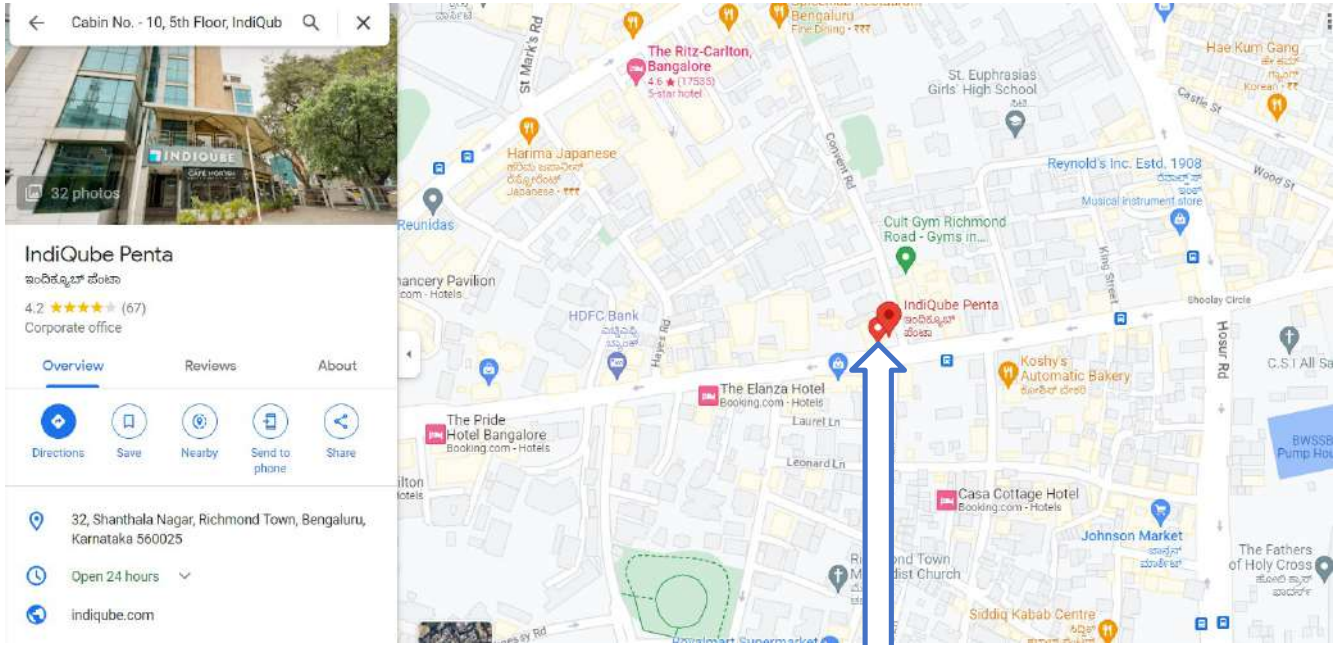 Cabin No. - 10, 5th Floor, IndiQub
INDIQUBE
32 photos
IndiQube Penta
ಇಂದಿಕ್ಯೂಬ್ ಪೆಂಟಾ
4.2 (67)
Corporate office
Overview
Reviews
About
Directions
Save
Nearby
Send to
phone
Share
32, Shanthala Nagar, Richmond Town, Bengaluru,
Karnataka 560025
Open 24 hours
indiqube.com
St Mark's Rd
Bengaluru
Fine Dining · ₹₹₹
The Ritz-Carlton,
Bangalore
4.6 ★ (17535)
5-star hotel
St. Euphrasias
Girls' High School
Hae Kum Gang
Korean · ₹₹
Castle St
Harima Japanese
Japanese · ₹₹₹
Convent Rd
Reynold's Inc. Estd. 1908
Musical instrument store
Wood St
Reunidas
Cult Gym Richmond
Road - Gyms in...
King Street
hancery Pavilion
.com - Hotels
HDFC Bank
Hayes Rd
IndiQube Penta
ಇಂದಿಕ್ಯೂಬ್
ಪೆಂಟಾ
Shoolay Circle
Hosur Rd
C.S.I All Sa
Koshy's
Automatic Bakery
The Elanza Hotel
Booking.com - Hotels
Laurel Ln
The Pride
Hotel Bangalore
Booking.com - Hotels
Leonard Ln
BWSSB
Pump Hou
ilton
Hotels
Casa Cottage Hotel
Booking.com - Hotels
Johnson Market
The Fathers
of Holy Cross
Siddiq Kabab Centre
Royalmart Supermarket